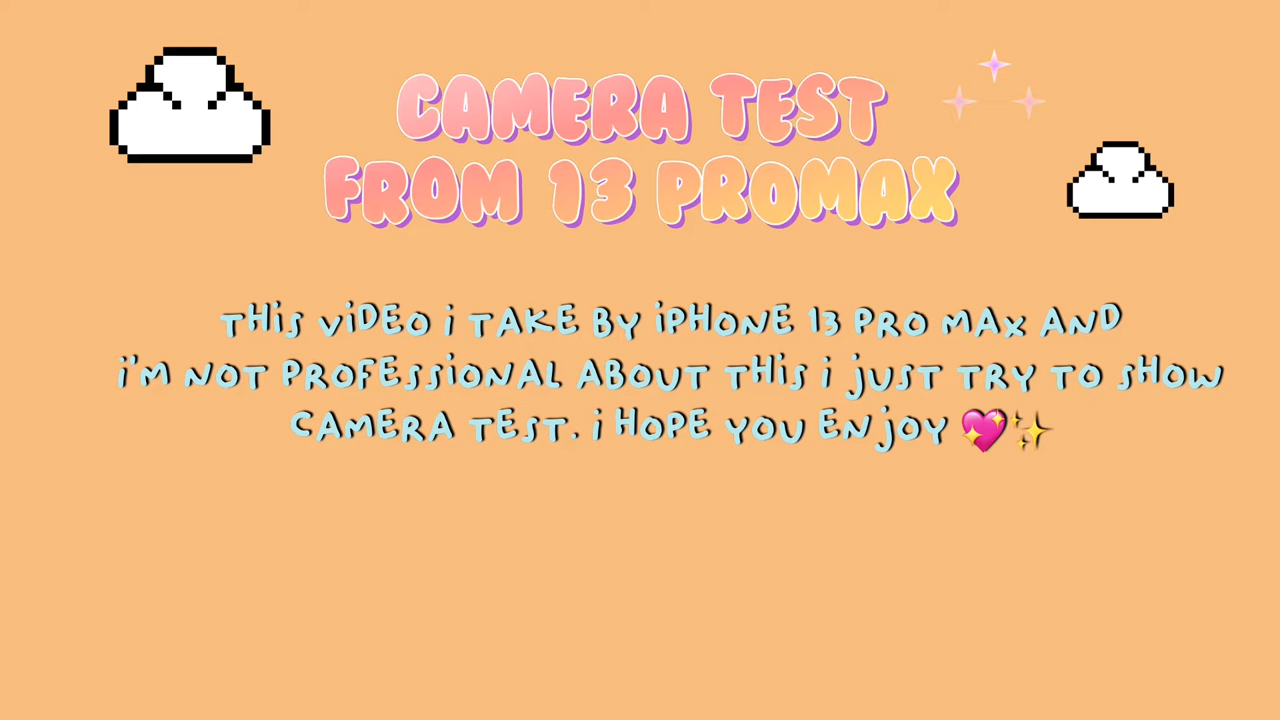 CAMERA TEST
FROM 13 PROMAX
THIS VIDEO I TAKE BY IPHONE 13 PRO MAX AND
I'M NOT PROFESSIONAL ABOUT THIS I JUST TRY TO SHOW
CAMERA TEST. I HOPE YOU ENJOY 💖✨